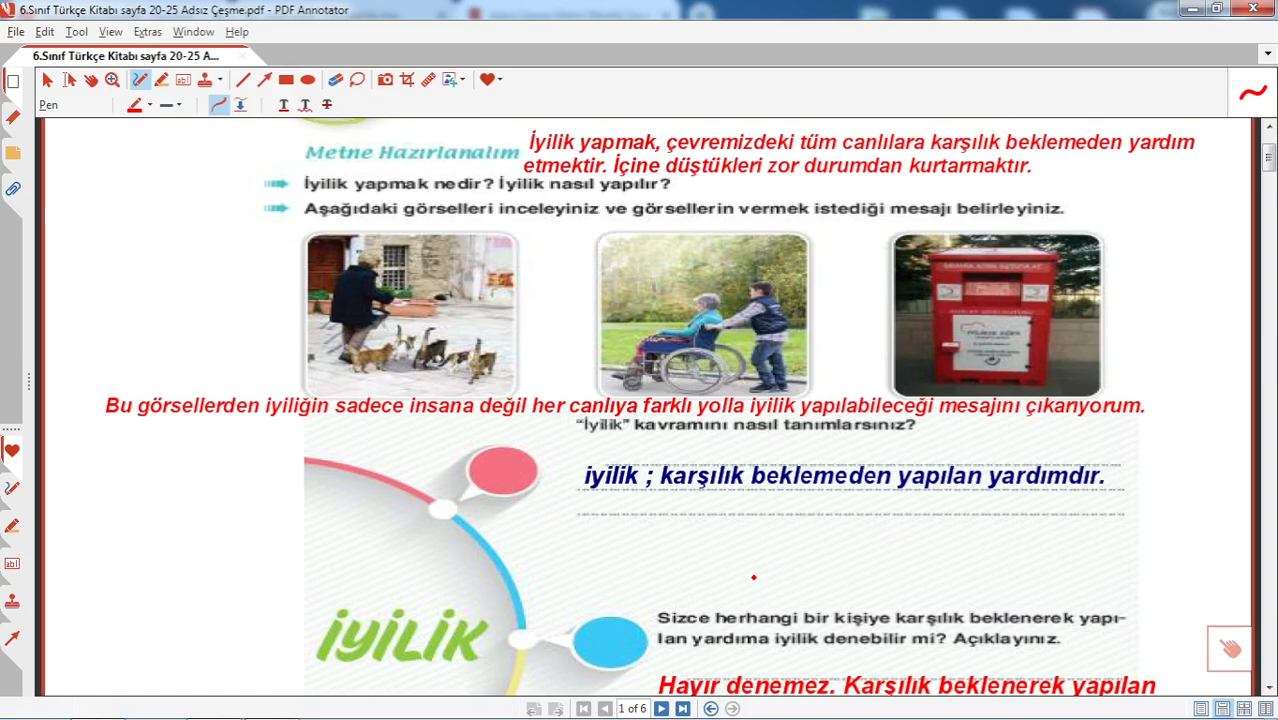 6.Sınıf Türkçe Kitabı sayfa 20-25 Adsız Çeşme.pdf - PDF Annotator
File Edit Tool View Extras Window Help
6.Sınıf Türkçe Kitabı sayfa 20-25 A...
Pen
İyilik yapmak, çevremizdeki tüm canlılara karşılık beklemeden yardım
Metne Hazırlanalım
etmektir. İçine düştükleri zor durumdan kurtarmaktır.
İyilik yapmak nedir? İyilik nasıl yapılır?
Aşağıdaki görselleri inceleyiniz ve görsellerin vermek istediği mesajı belirleyiniz.
Bu görsellerden iyiliğin sadece insana değil her canlıya farklı yolla iyilik yapılabileceği mesajını çıkarıyorum.
“İyilik” kavramını nasıl tanımlarsınız?
iyilik ; karşılık beklemeden yapılan yardımdır.
Sizce herhangi bir kişiye karşılık beklenerek yapı-
İYİLİK
lan yardıma iyilik denebilir mi? Açıklayınız.
Hayır denemez. Karşılık beklenerek yapılan
1 of 6